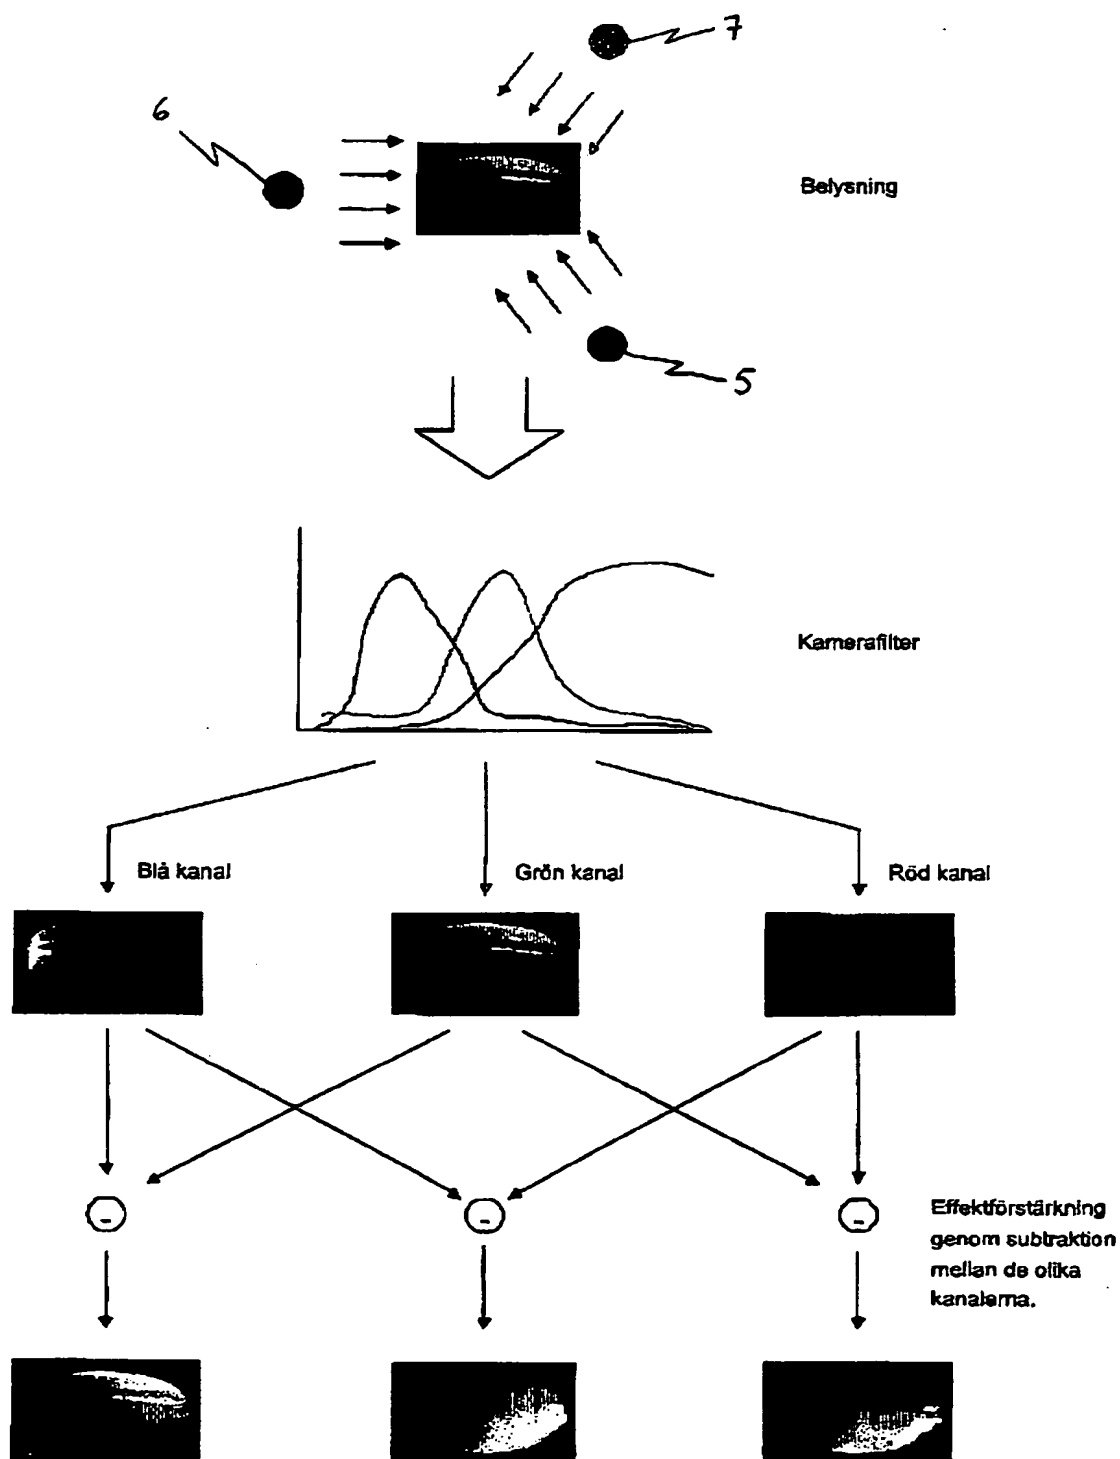 7
6
Belysning
5
Kamerafilter
Blå kanal
Grön kanal
Röd kanal
-
-
-
Effektförstärkning
genom subtraktion
mellan de olika
kanalerna.